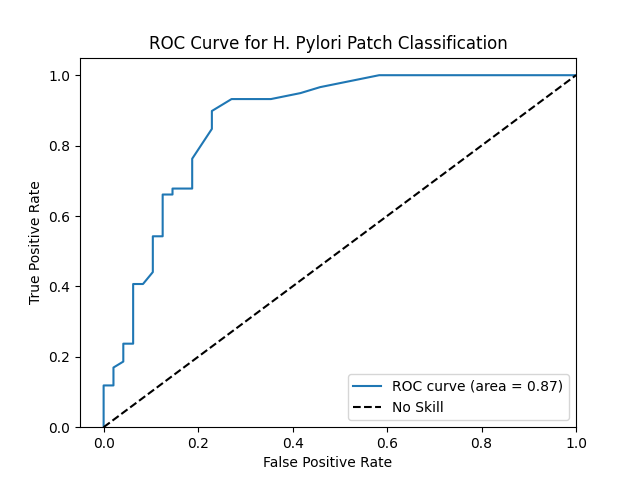 ROC Curve for H. Pylori Patch Classification
True Positive Rate
1.0
0.8
0.6
0.4
0.2
0.0
0.0 0.2 0.4 0.6 0.8 1.0
False Positive Rate
ROC curve (area = 0.87)
No Skill